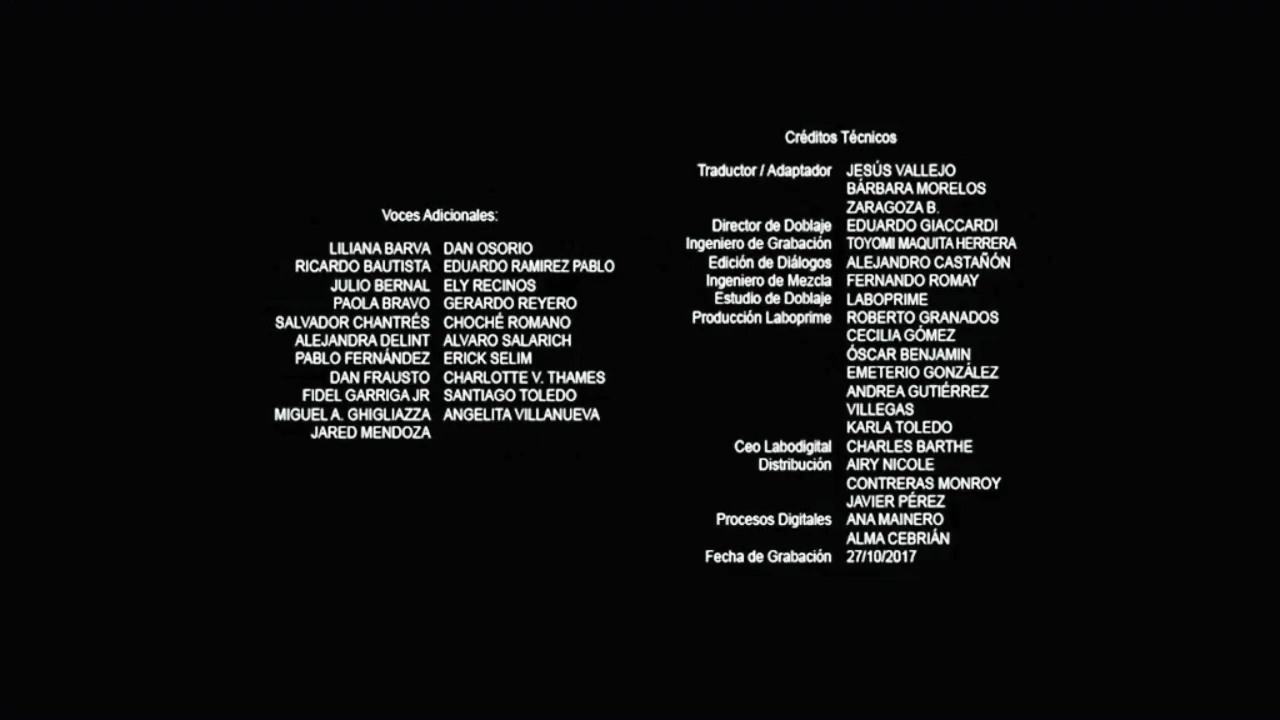 Voces Adicionales:
LILIANA BARVA DAN OSORIO
RICARDO BAUTISTA EDUARDO RAMIREZ PABLO
JULIO BERNAL ELY RECINOS
PAOLA BRAVO GERARDO REYERO
SALVADOR CHANTRÉS CHOCHÉ ROMANO
ALEJANDRA DELINT ALVARO SALARICH
PABLO FERNÁNDEZ ERICK SELIM
DAN FRAUSTO CHARLOTTE V. THAMES
FIDEL GARRIGA JR SANTIAGO TOLEDO
MIGUEL A. GHIGLIAZZA ANGELITA VILLANUEVA
JARED MENDOZA
Créditos Técnicos
Traductor / Adaptador JESÚS VALLEJO
BÁRBARA MORELOS
ZARAGOZA B.
Director de Doblaje EDUARDO GIACCARDI
Ingeniero de Grabación TOYOMI MAQUITA HERRERA
Edición de Diálogos ALEJANDRO CASTAÑÓN
Ingeniero de Mezcla FERNANDO ROMAY
Estudio de Doblaje LABOPRIME
Producción Laboprime ROBERTO GRANADOS
CECILIA GÓMEZ
ÓSCAR BENJAMIN
EMETERIO GONZÁLEZ
ANDREA GUTIÉRREZ
VILLEGAS
KARLA TOLEDO
Ceo Labodigital CHARLES BARTHE
Distribución AIRY NICOLE
CONTRERAS MONROY
JAVIER PÉREZ
Procesos Digitales ANA MAINERO
ALMA CEBRIÁN
Fecha de Grabación 27/10/2017